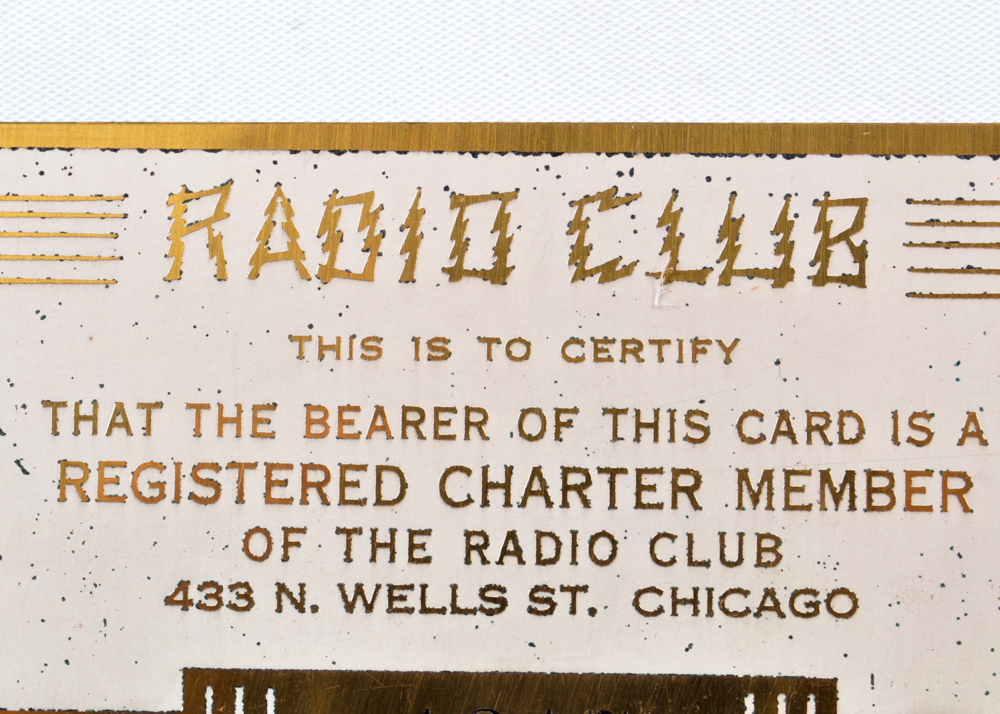 RADIO CLUB
THIS IS TO CERTIFY
THAT THE BEARER OF THIS CARD IS A
REGISTERED CHARTER MEMBER
OF THE RADIO CLUB
433 N. WELLS ST. CHICAGO